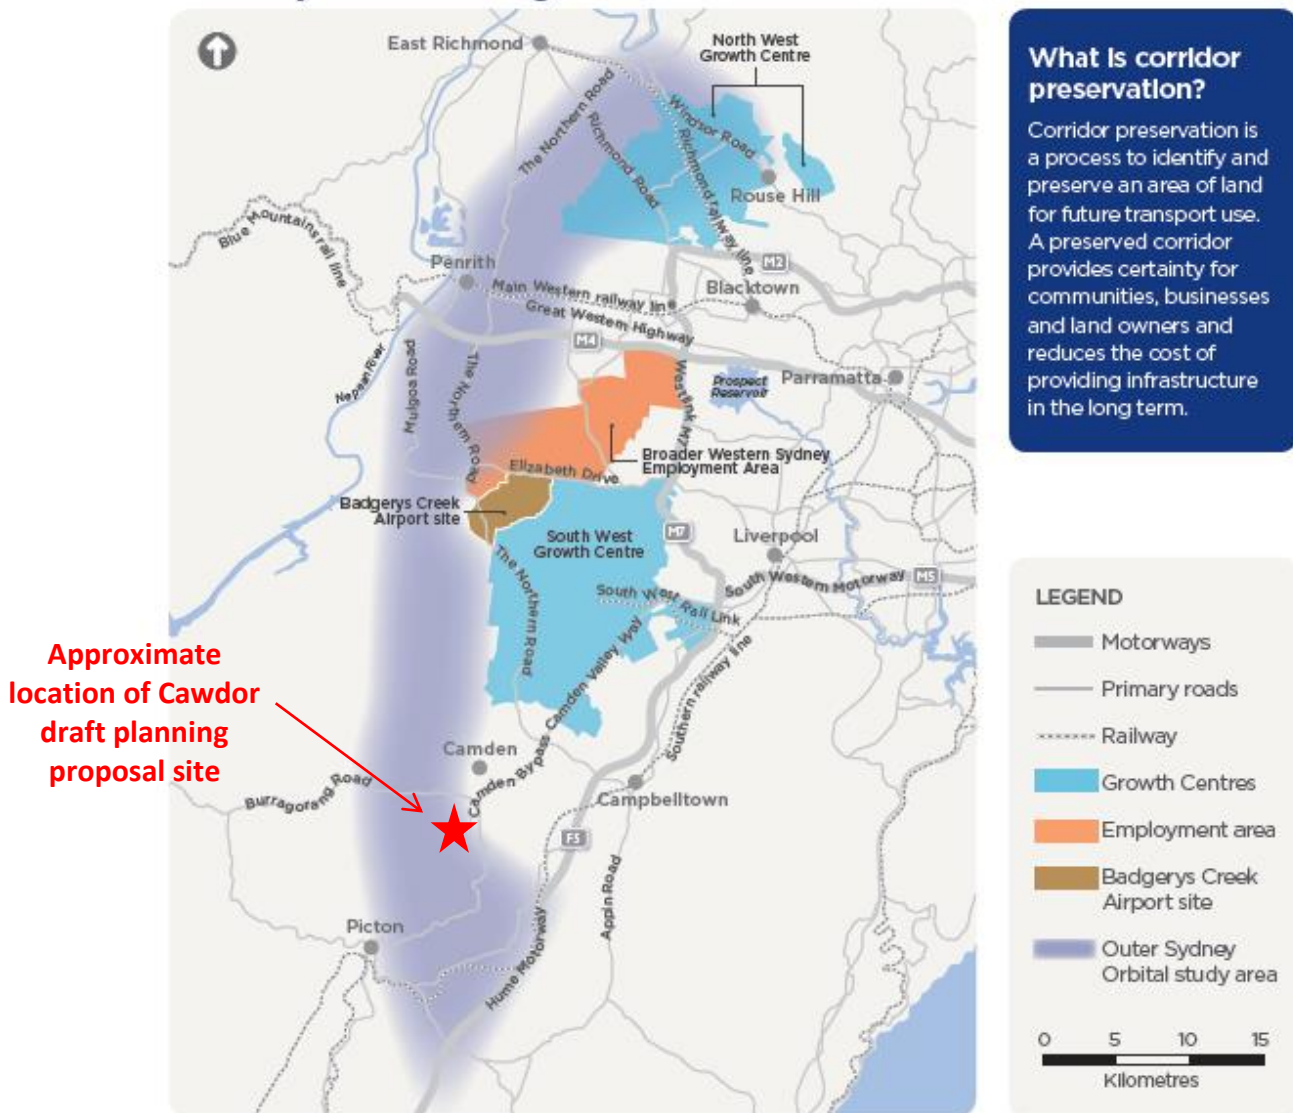 East Richmond
North West
Growth Centre
The Northern Road
Richmond Road
Windsor Road
Richmond railway line
Rouse Hill
Blue Mountains rail line
Penrith
M2
Main Western railway line
Blacktown
Great Western Highway
M4
Nepean River
Mulgoa Road
The Northern Road
Westlink M7
Prospect
Reservoir
Parramatta
Broader Western Sydney
Employment Area
Elizabeth Drive
Badgerys Creek
Airport site
South West
Growth Centre
M7
Liverpool
The Northern Road
South Western Motorway
M5
South West Rail Link
Camden Valley Way
Southern railway line
Approximate
location of Cawdor
draft planning
proposal site
Camden
Camden Bypass
Burragorang Road
Campbelltown
F5
Appin Road
Picton
Hume Motorway
What is corridor
preservation?
Corridor preservation is
a process to identify and
preserve an area of land
for future transport use.
A preserved corridor
provides certainty for
communities, businesses
and land owners and
reduces the cost of
providing infrastructure
in the long term.
LEGEND
Motorways
Primary roads
Railway
Growth Centres
Employment area
Badgerys Creek
Airport site
Outer Sydney
Orbital study area
0 5 10 15
Kilometres